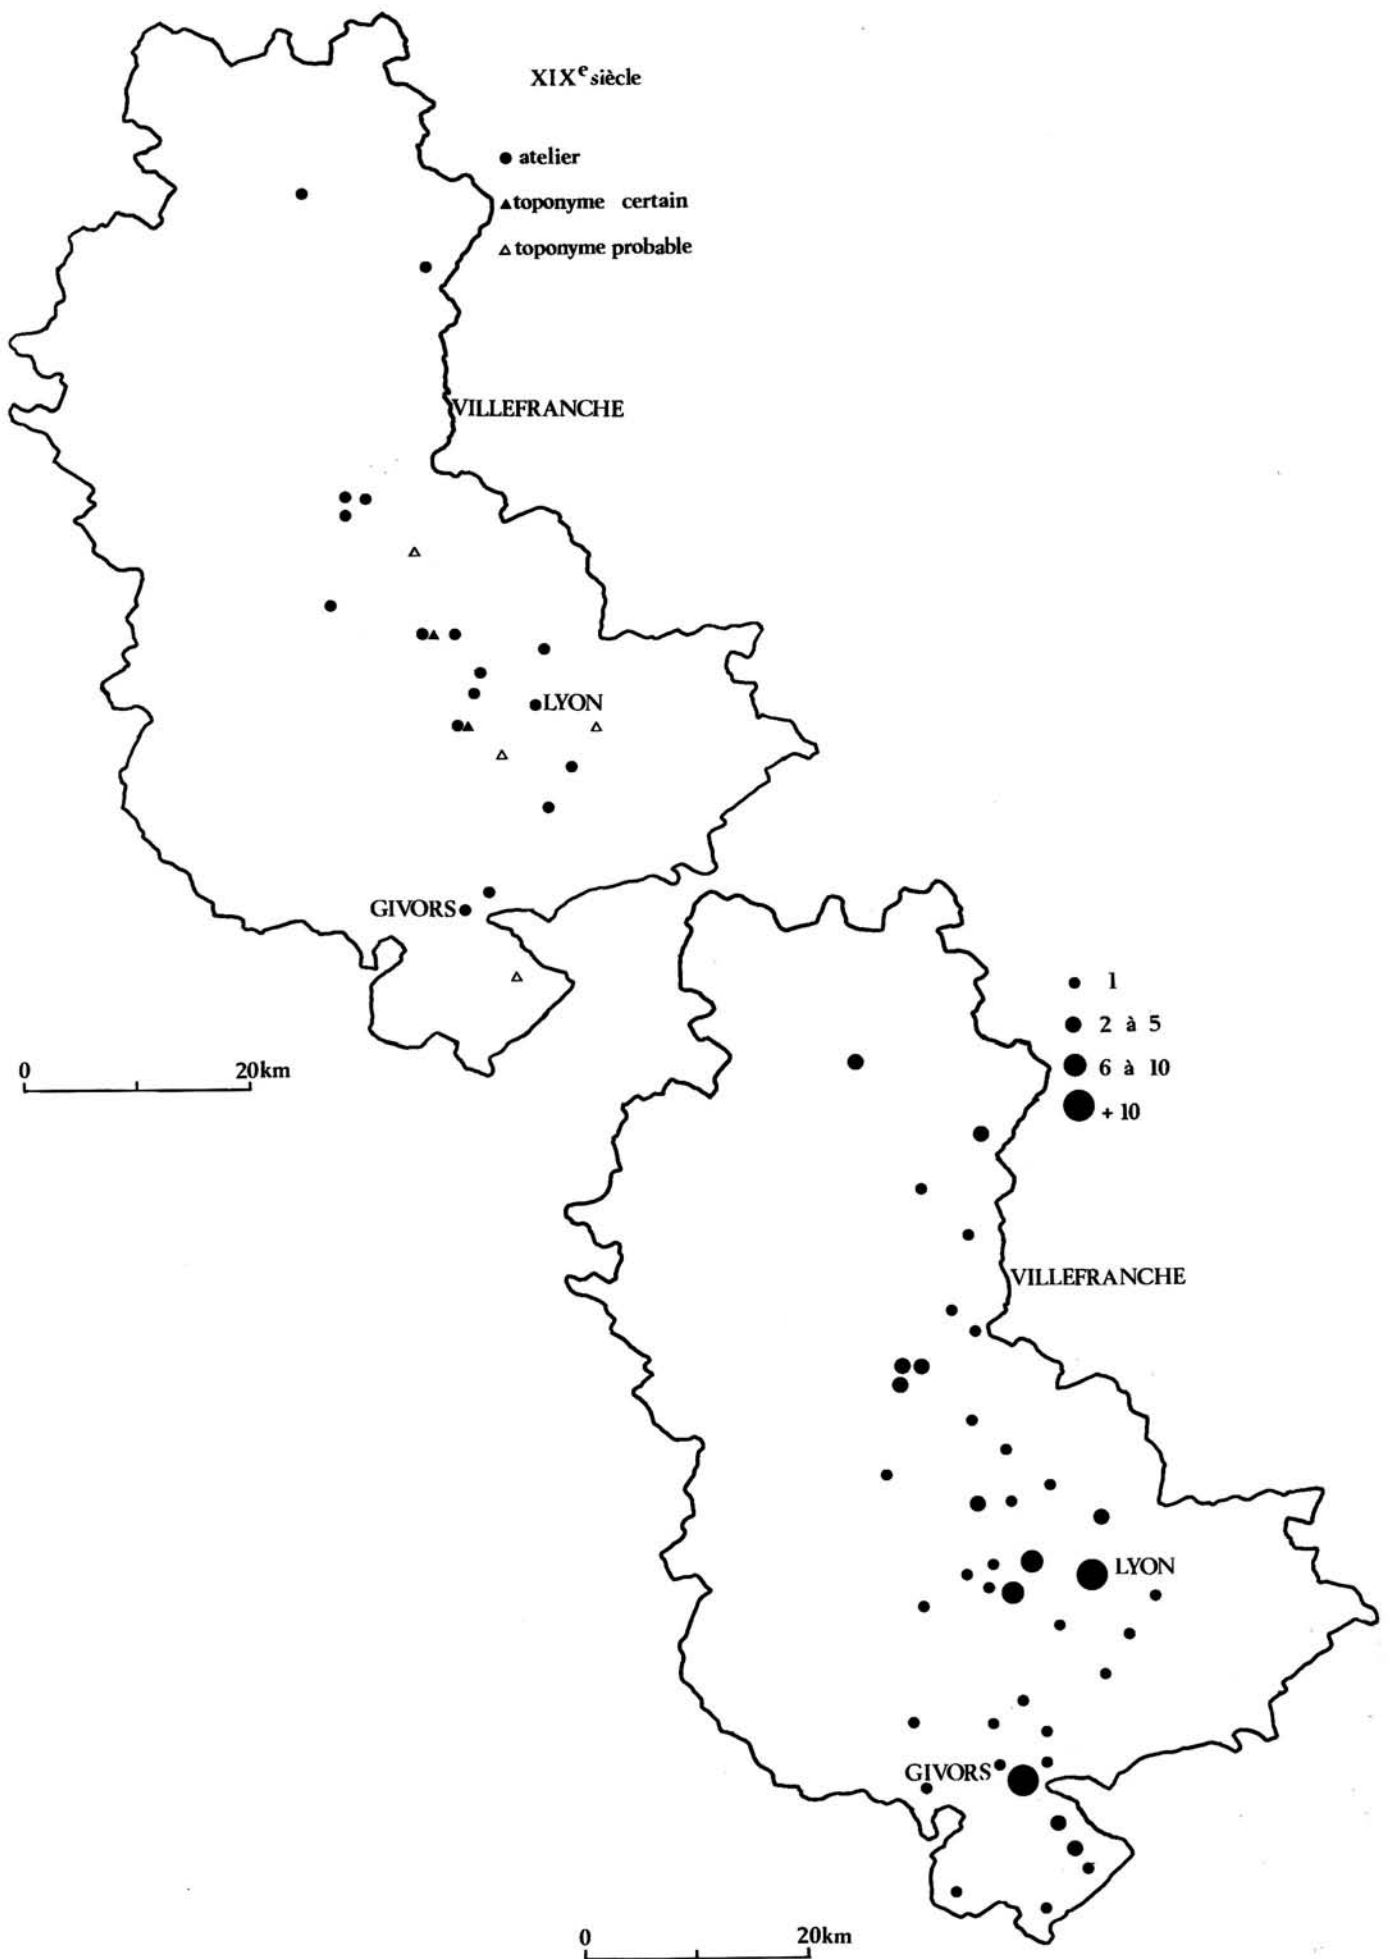 XIXe siècle
● atelier
▲ toponyme certain
△ toponyme probable
VILLEFRANCHE
LYON
GIVORS
0 20km
1
2 à 5
6 à 10
+ 10
VILLEFRANCHE
LYON
GIVORS
0 20km